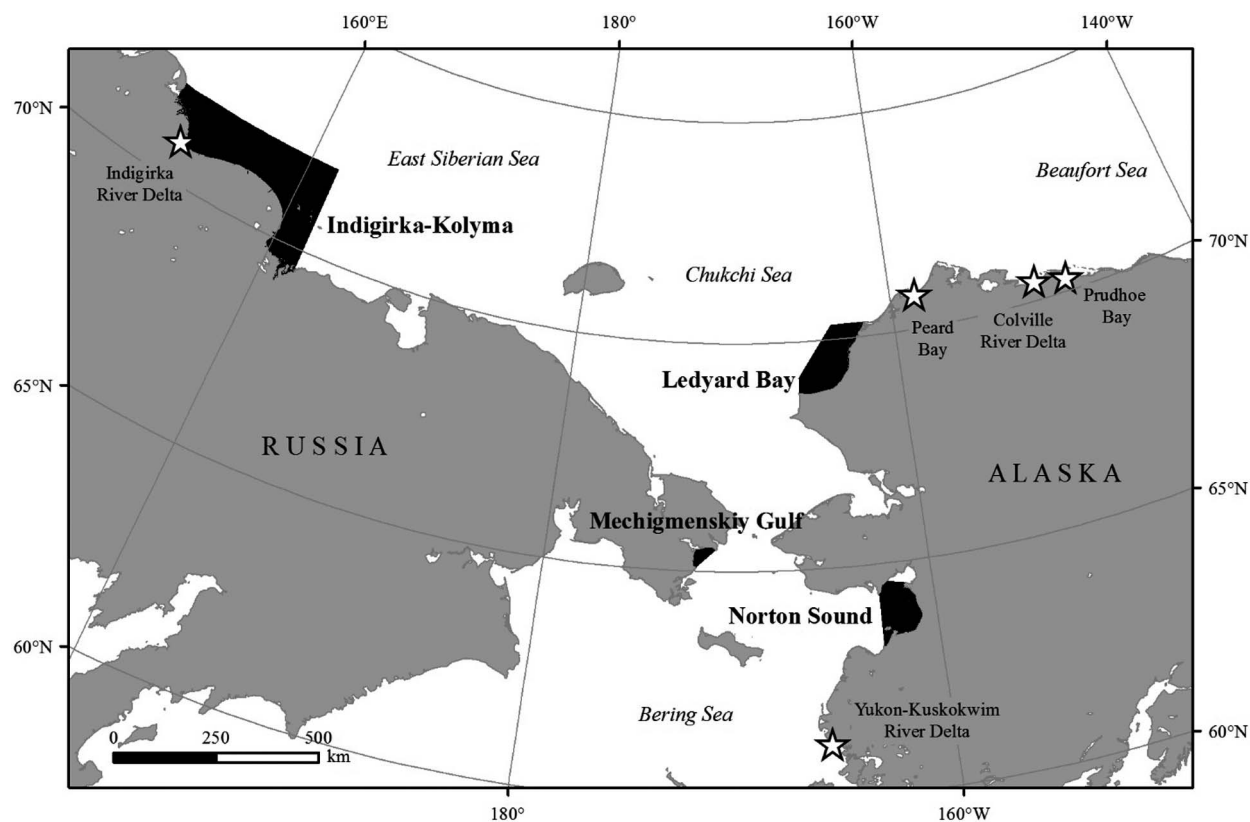 160°E
180°
160°W
140°W
70°N
East Siberian Sea
Beaufort Sea
Indigirka
River Delta
Indigirka-Kolyma
70°N
Chukchi Sea
Peard
Bay
Colville
River Delta
Prudhoe
Bay
65°N
Ledyard Bay
RUSSIA
ALASKA
65°N
Mechigmenskiy Gulf
Norton Sound
60°N
Bering Sea
Yukon-Kuskokwim
River Delta
60°N
0 250 500
km
180°
160°W